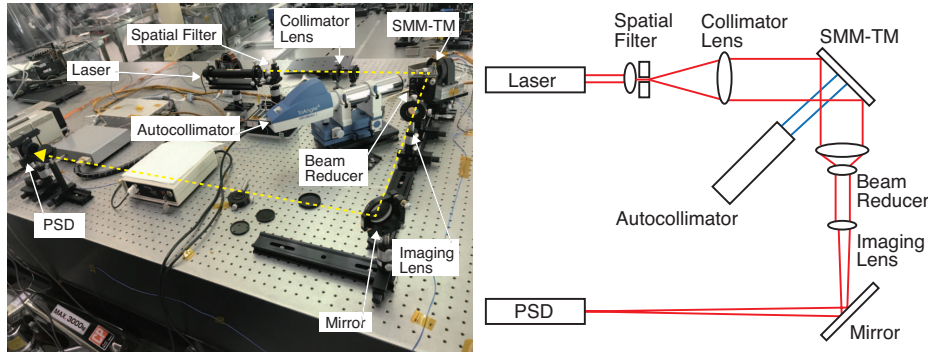 Collimator
Lens
Spatial Filter
SMM-TM
Laser
Autocollimator
Beam
Reducer
PSD
Imaging
Lens
Mirror
MAX 3000
Spatial
Filter
Collimator
Lens
SMM-TM
Laser
Autocollimator
Beam
Reducer
Imaging
Lens
PSD
Mirror